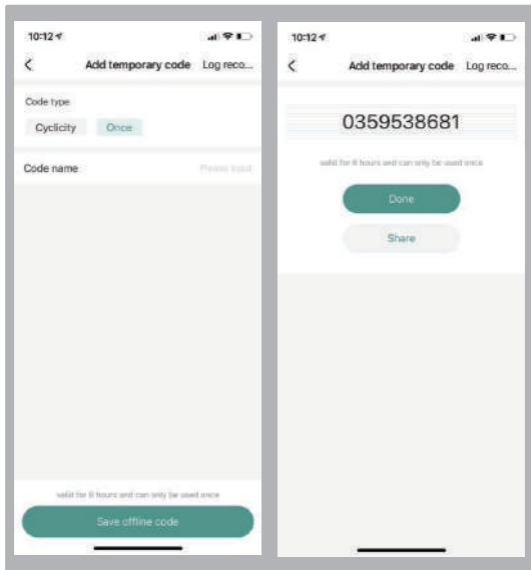 10:12
Add temporary code Log reco...
Code type
Cyclicity Once
Code name Please input
valid for 6 hours and can only be used once
Save offline code
10:12
Add temporary code Log reco...
0359538681
valid for 6 hours and can only be used once
Done
Share